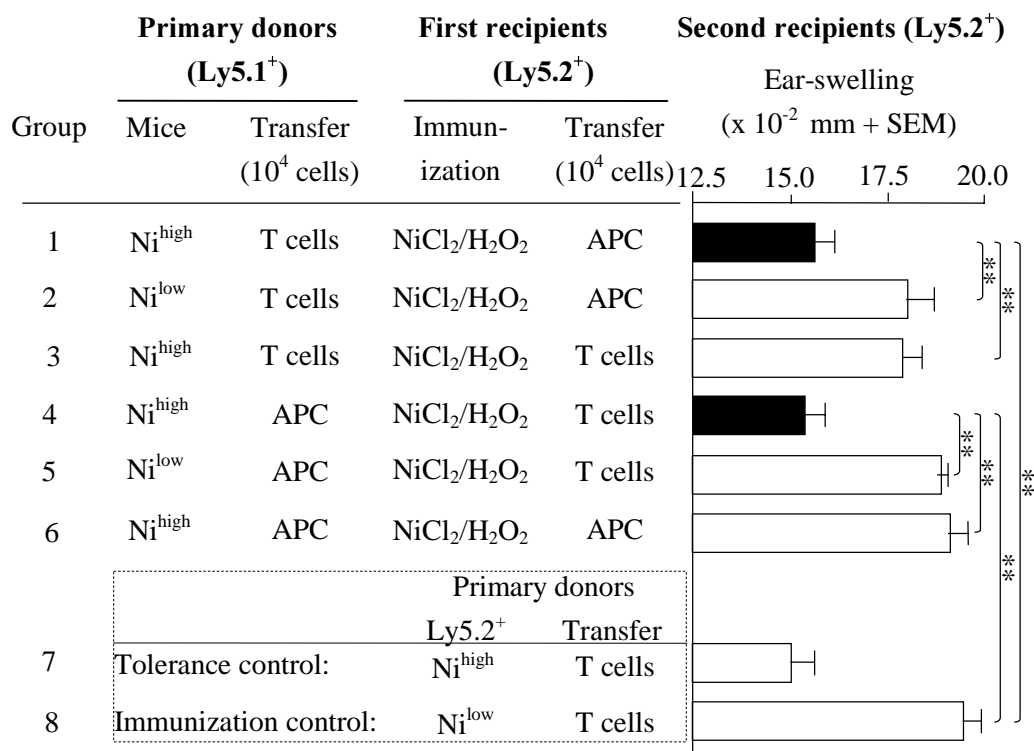 Primary donors First recipients Second recipients (Ly5.2⁺)
(Ly5.1⁺) (Ly5.2⁺)
Ear-swelling
Group Mice Transfer Immun- Transfer (x 10⁻² mm + SEM)
(10⁴ cells) ization (10⁴ cells) 12.5 15.0 17.5 20.0
1 Ni^high T cells NiCl₂/H₂O₂ APC
2 Ni^low T cells NiCl₂/H₂O₂ APC **
3 Ni^high T cells NiCl₂/H₂O₂ T cells **
4 Ni^high APC NiCl₂/H₂O₂ T cells
5 Ni^low APC NiCl₂/H₂O₂ T cells ** ** **
6 Ni^high APC NiCl₂/H₂O₂ APC **
Primary donors
Ly5.2⁺ Transfer
7 Tolerance control: Ni^high T cells
8 Immunization control: Ni^low T cells